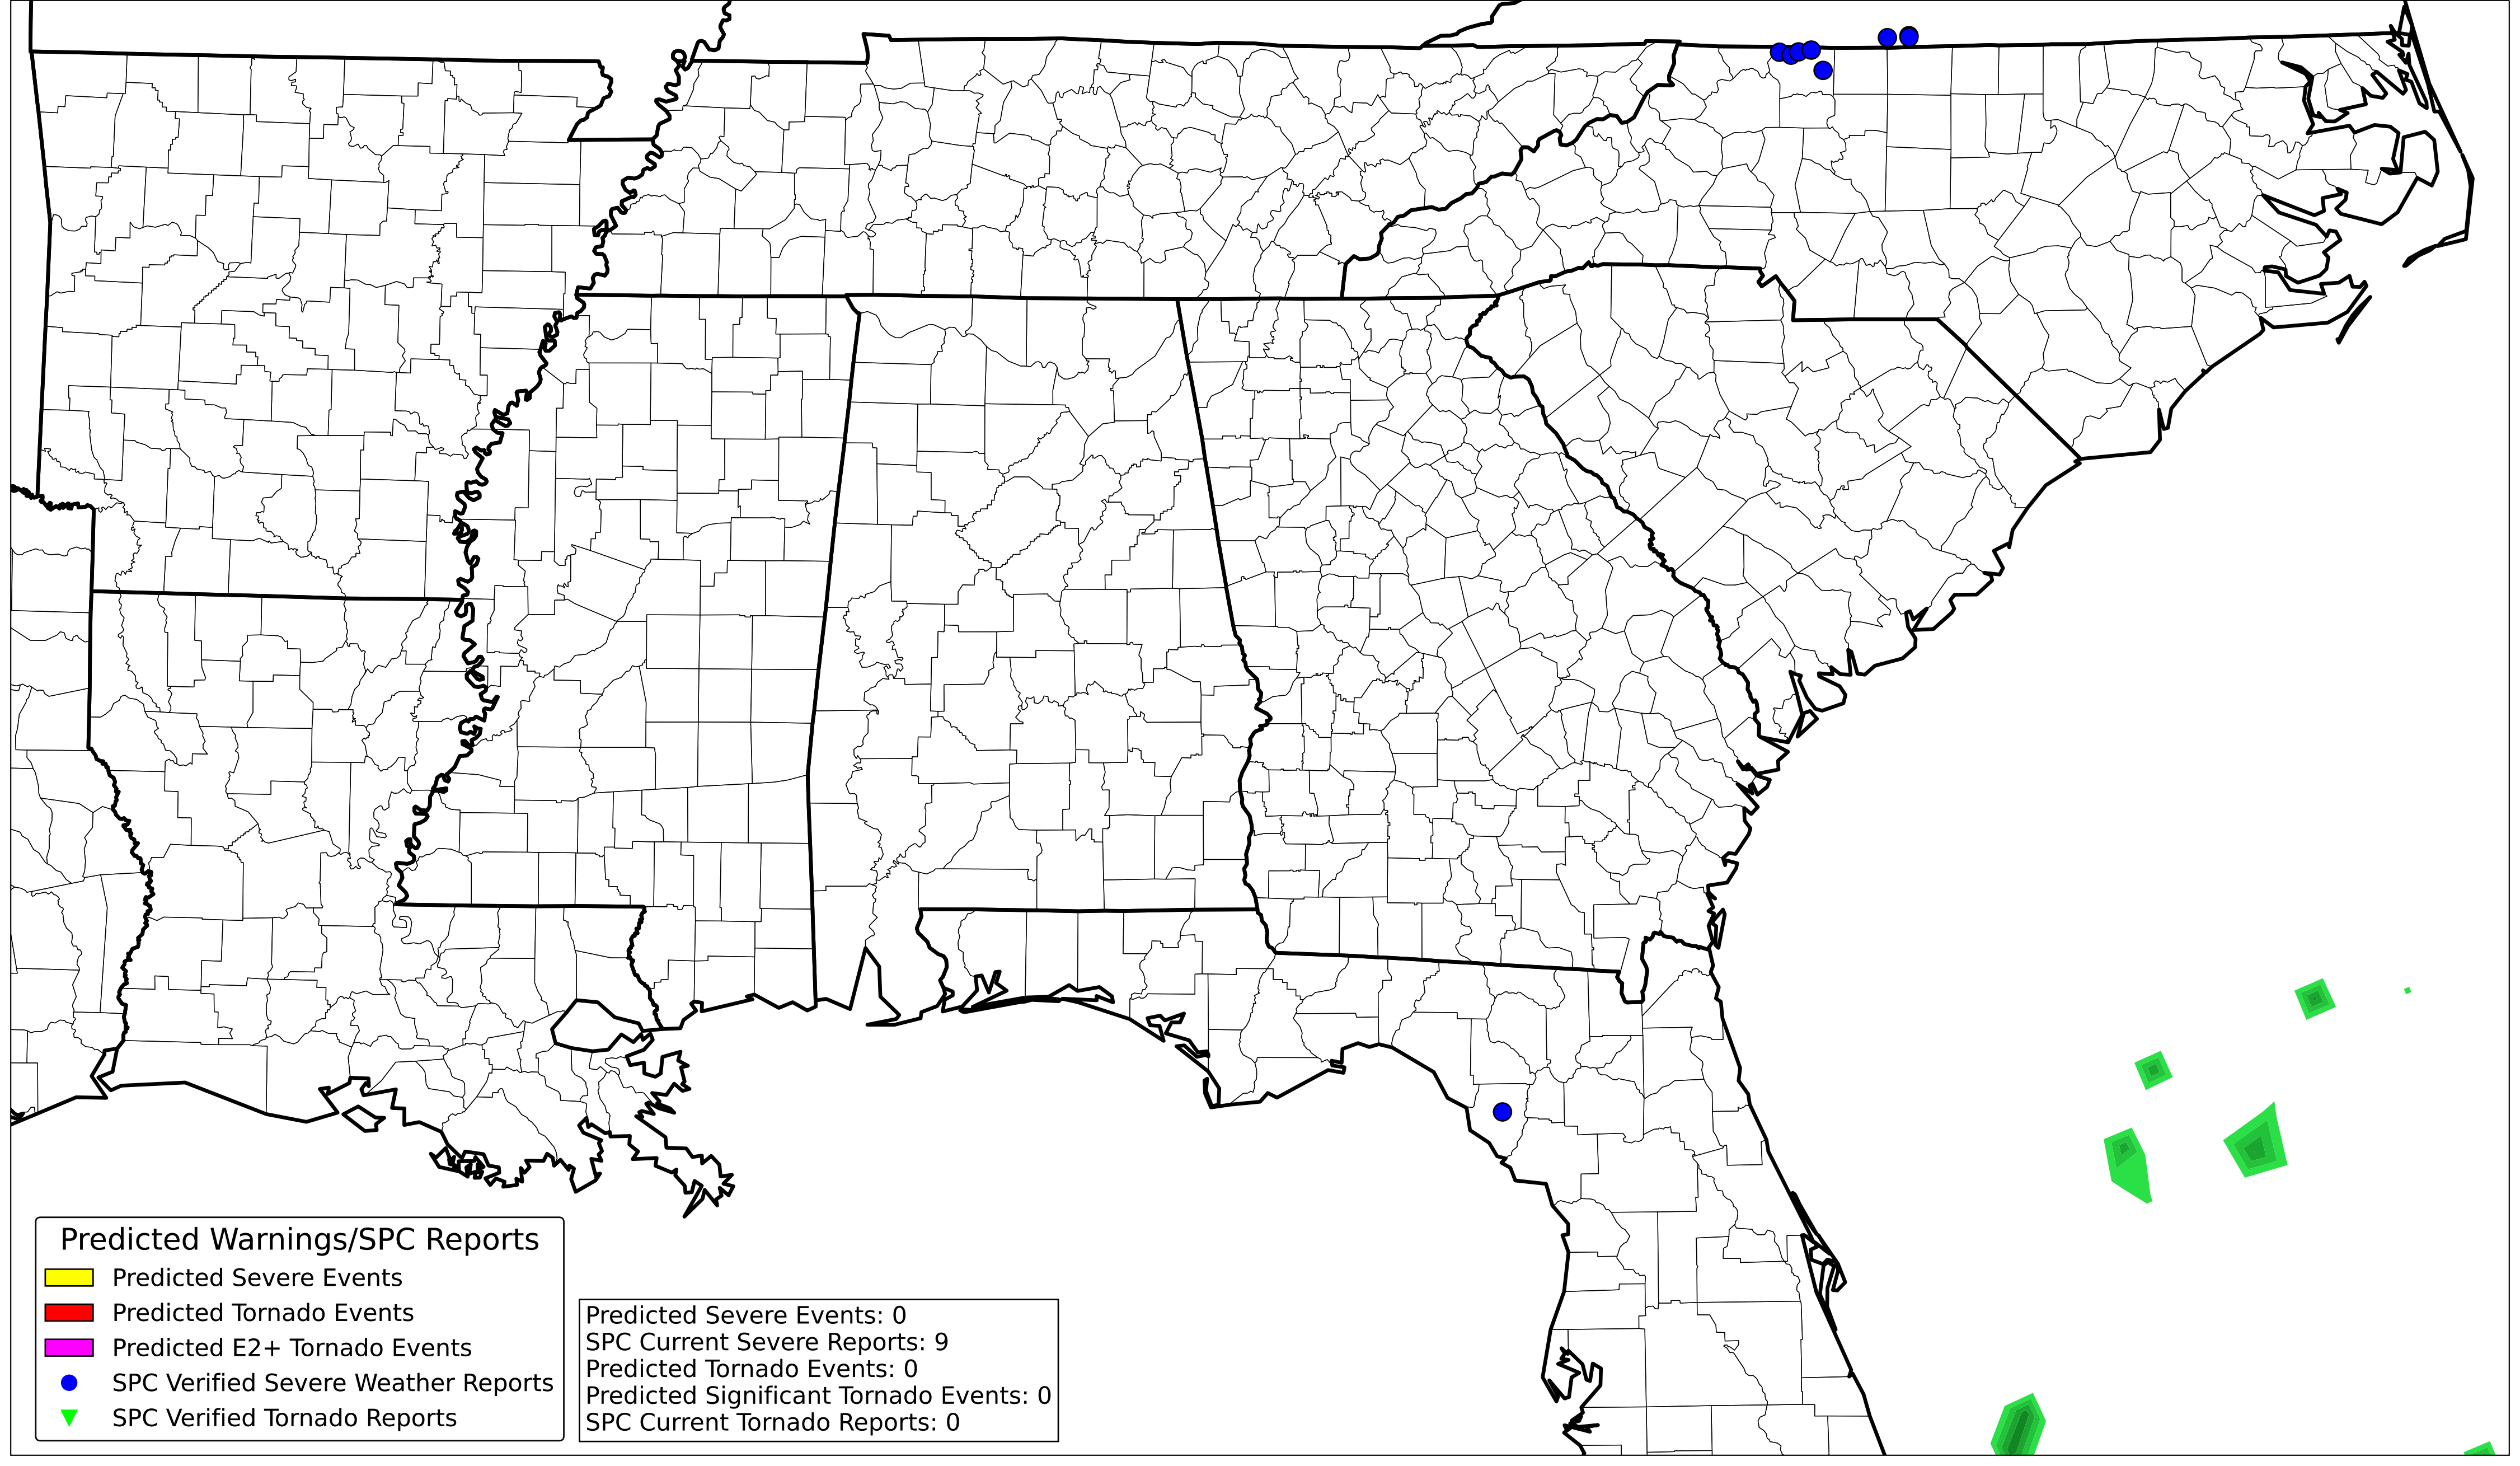 Predicted Warnings/SPC Reports
Predicted Severe Events
Predicted Tornado Events
Predicted E2+ Tornado Events
SPC Verified Severe Weather Reports
SPC Verified Tornado Reports
Predicted Severe Events: 0
SPC Current Severe Reports: 9
Predicted Tornado Events: 0
Predicted Significant Tornado Events: 0
SPC Current Tornado Reports: 0